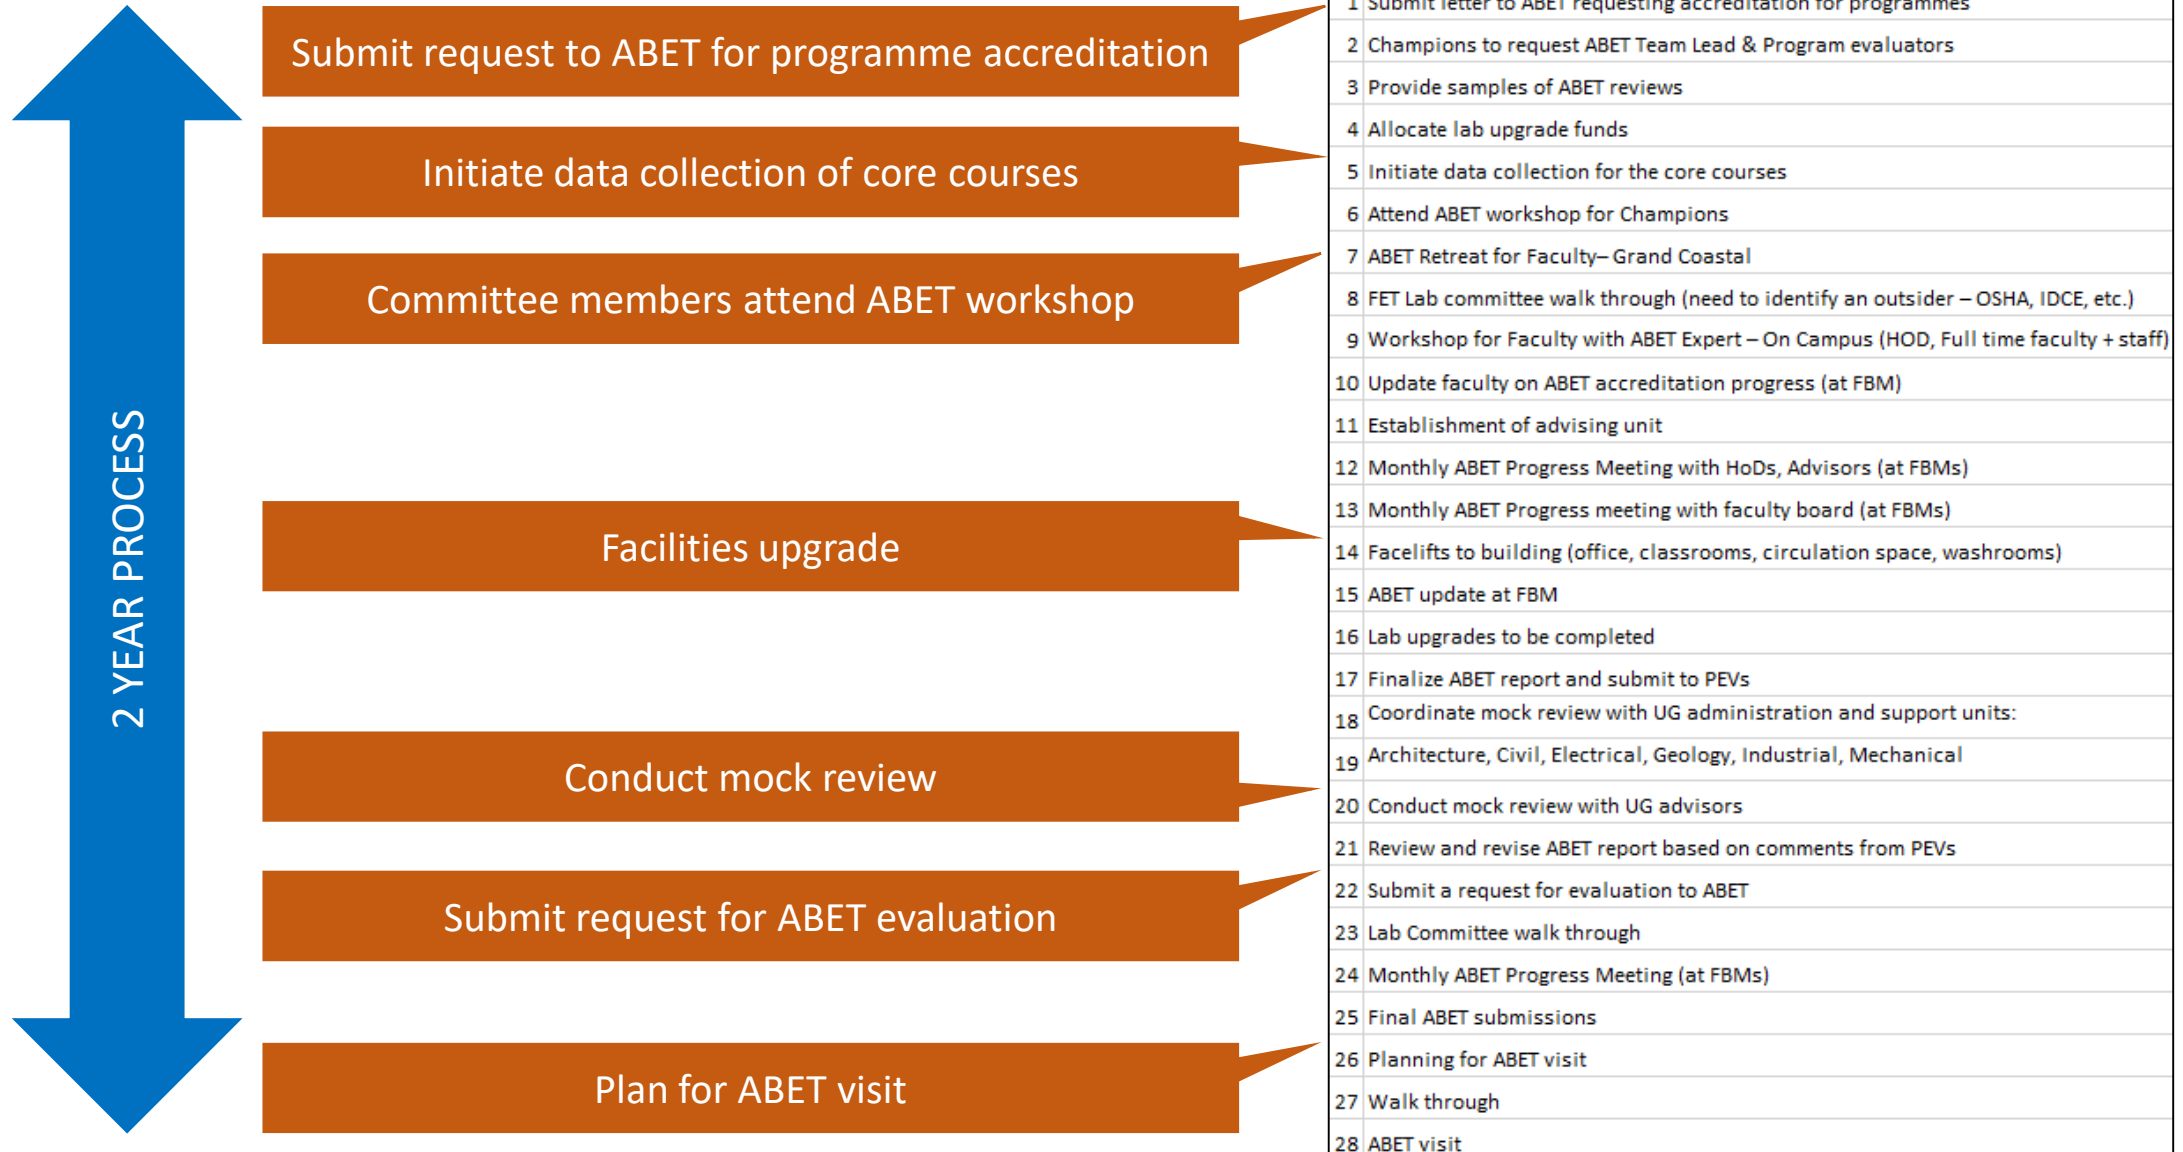 2 YEAR PROCESS
Submit request to ABET for programme accreditation
Initiate data collection of core courses
Committee members attend ABET workshop
Facilities upgrade
Conduct mock review
Submit request for ABET evaluation
Plan for ABET visit
1 Submit letter to ABET requesting accreditation for programmes
2 Champions to request ABET Team Lead & Program evaluators
3 Provide samples of ABET reviews
4 Allocate lab upgrade funds
5 Initiate data collection for the core courses
6 Attend ABET workshop for Champions
7 ABET Retreat for Faculty– Grand Coastal
8 FET Lab committee walk through (need to identify an outsider – OSHA, IDCE, etc.)
9 Workshop for Faculty with ABET Expert – On Campus (HOD, Full time faculty + staff)
10 Update faculty on ABET accreditation progress (at FBM)
11 Establishment of advising unit
12 Monthly ABET Progress Meeting with HoDs, Advisors (at FBMs)
13 Monthly ABET Progress meeting with faculty board (at FBMs)
14 Facelifts to building (office, classrooms, circulation space, washrooms)
15 ABET update at FBM
16 Lab upgrades to be completed
17 Finalize ABET report and submit to PEVs
18 Coordinate mock review with UG administration and support units:
19 Architecture, Civil, Electrical, Geology, Industrial, Mechanical
20 Conduct mock review with UG advisors
21 Review and revise ABET report based on comments from PEVs
22 Submit a request for evaluation to ABET
23 Lab Committee walk through
24 Monthly ABET Progress Meeting (at FBMs)
25 Final ABET submissions
26 Planning for ABET visit
27 Walk through
28 ABET visit